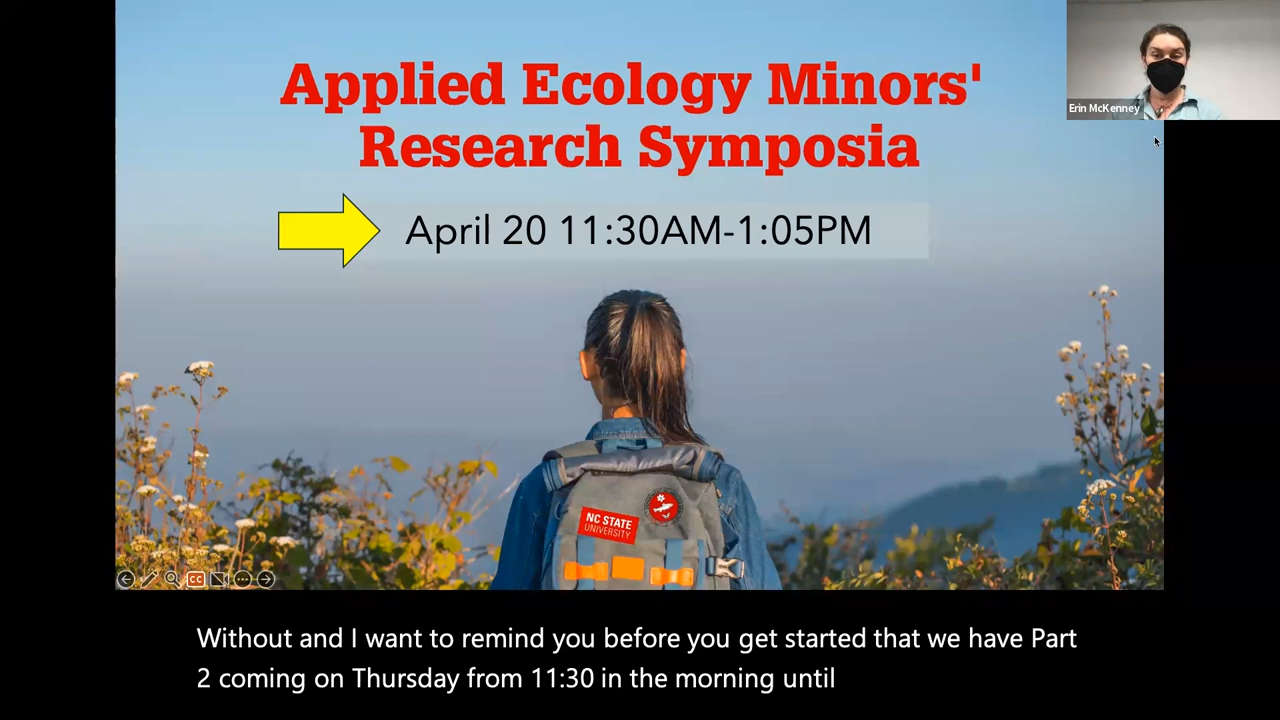 Applied Ecology Minors'
Research Symposia
April 20 11:30AM-1:05PM
Erin McKenney
NC STATE
UNIVERSITY
CC
Without and I want to remind you before you get started that we have Part
2 coming on Thursday from 11:30 in the morning until